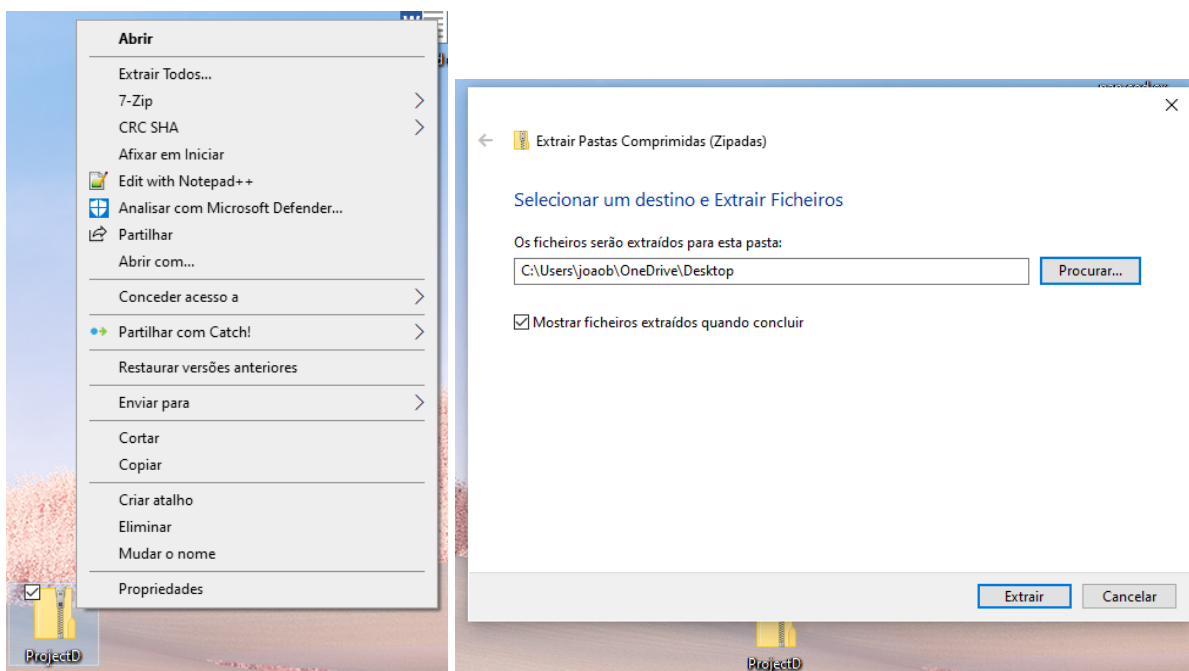 Abrir
Extrair Todos...
7-Zip
CRC SHA
Afixar em Iniciar
Edit with Notepad++
Analisar com Microsoft Defender...
Partilhar
Abrir com...
Conceder acesso a
Partilhar com Catch!
Restaurar versões anteriores
Enviar para
Cortar
Copiar
Criar atalho
Eliminar
Mudar o nome
Propriedades
ProjectD
Extrair Pastas Comprimidas (Zipadas)
Selecionar um destino e Extrair Ficheiros
Os ficheiros serão extraídos para esta pasta:
C:\Users\joaob\OneDrive\Desktop
Procurar...
Mostrar ficheiros extraídos quando concluir
Extrair
Cancelar
ProjectD